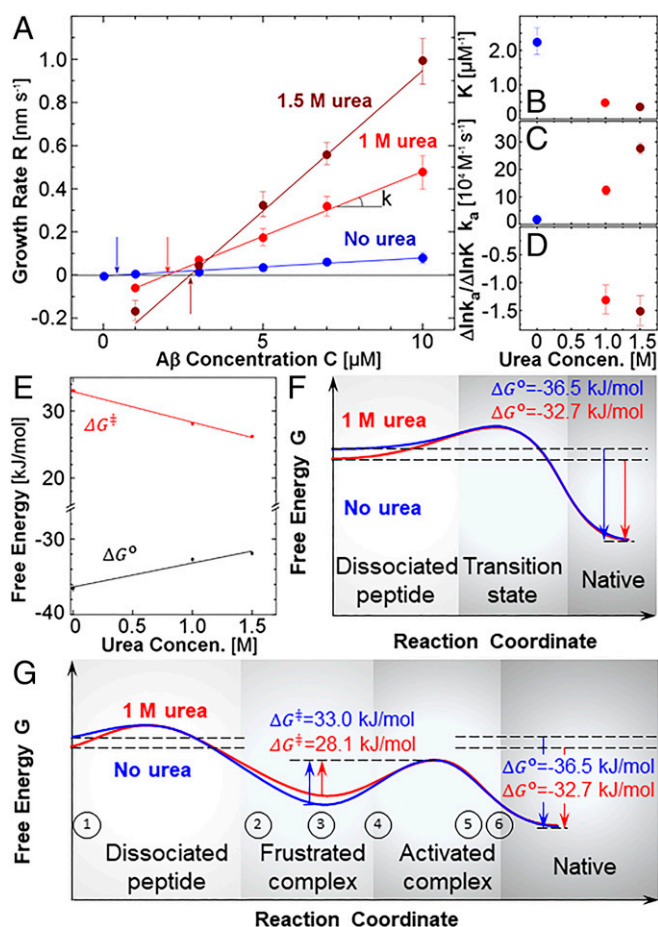 A
Growth Rate R [nm s⁻¹]
1.0
0.8
0.6
0.4
0.2
0
-0.2
1.5 M urea
1 M urea
k
No urea
0
2
4
6
8
10
Aβ Concentration C [μM]
K [μM⁻¹]
2.0
1.0
0
B
kₐ [10⁴ M⁻¹ s⁻¹]
30
20
10
0
C
Δlnkₐ/ΔlnK
-0.5
-1.0
-1.5
D
0
0.5
1.0
1.5
Urea Concen. [M]
E
Free Energy [kJ/mol]
35
25
-30
-40
ΔG‡
ΔG°
0.0
0.5
1.0
1.5
Urea Concen. [M]
F
Free Energy G
ΔG°=-36.5 kJ/mol
ΔG°=-32.7 kJ/mol
1 M urea
No urea
Dissociated
peptide
Transition
state
Native
Reaction Coordinate
G
Free Energy G
1 M urea
No urea
ΔG‡=33.0 kJ/mol
ΔG‡=28.1 kJ/mol
ΔG°=-36.5 kJ/mol
ΔG°=-32.7 kJ/mol
1
2
3
4
5
6
Dissociated
peptide
Frustrated
complex
Activated
complex
Native
Reaction Coordinate